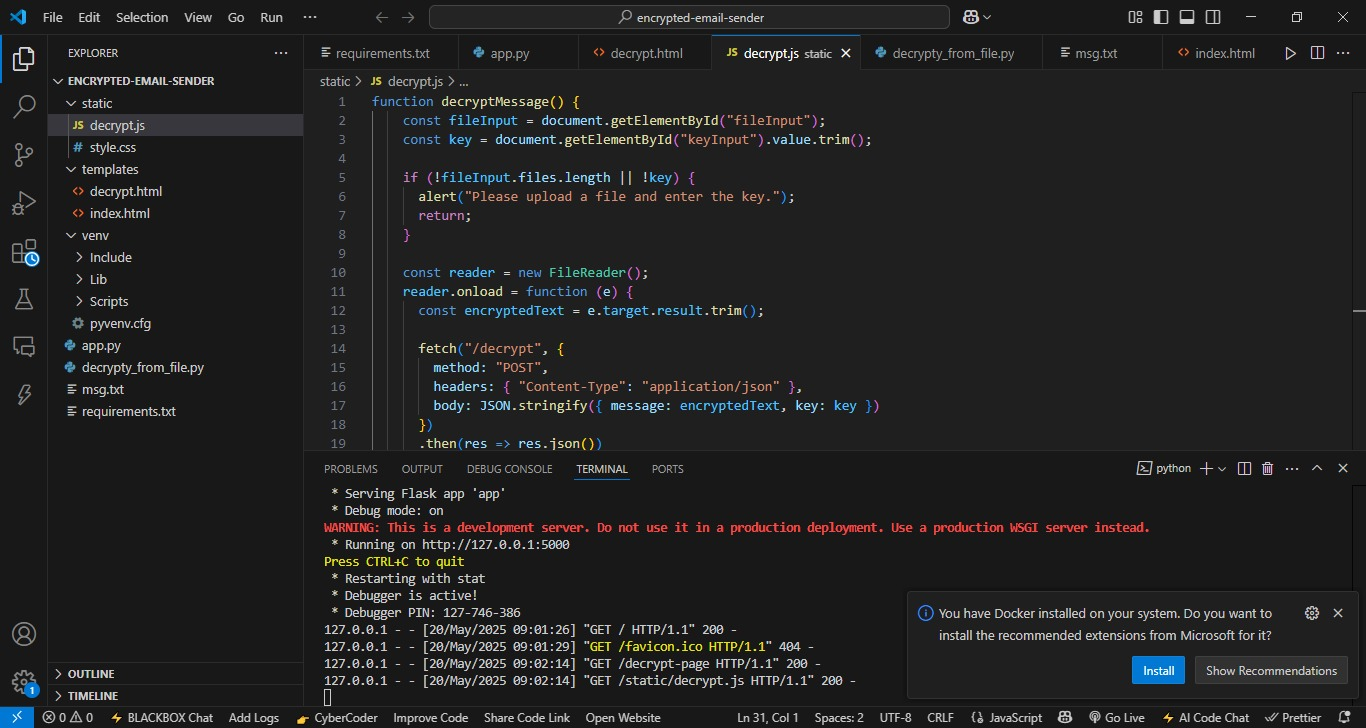 File Edit Selection View Go Run ··· encrypted-email-sender
EXPLORER ···
ENCRYPTED-EMAIL-SENDER
static
JS decrypt.js
# style.css
templates
<> decrypt.html
<> index.html
venv
Include
Lib
Scripts
pyvenv.cfg
app.py
decrypty_from_file.py
msg.txt
requirements.txt
OUTLINE
TIMELINE
1
requirements.txt app.py <> decrypt.html JS decrypt.js static decrypty_from_file.py msg.txt <> index.html ···
static > JS decrypt.js > ...
1 function decryptMessage() {
2 const fileInput = document.getElementById("fileInput");
3 const key = document.getElementById("keyInput").value.trim();
4
5 if (!fileInput.files.length || !key) {
6 alert("Please upload a file and enter the key.");
7 return;
8 }
9
10 const reader = new FileReader();
11 reader.onload = function (e) {
12 const encryptedText = e.target.result.trim();
13
14 fetch("/decrypt", {
15 method: "POST",
16 headers: { "Content-Type": "application/json" },
17 body: JSON.stringify({ message: encryptedText, key: key })
18 })
19 .then(res => res.json())
PROBLEMS OUTPUT DEBUG CONSOLE TERMINAL PORTS python ···
* Serving Flask app 'app'
* Debug mode: on
WARNING: This is a development server. Do not use it in a production deployment. Use a production WSGI server instead.
* Running on http://127.0.0.1:5000
Press CTRL+C to quit
* Restarting with stat
* Debugger is active!
* Debugger PIN: 127-746-386
127.0.0.1 - - [20/May/2025 09:01:26] "GET / HTTP/1.1" 200 -
127.0.0.1 - - [20/May/2025 09:01:29] "GET /favicon.ico HTTP/1.1" 404 -
127.0.0.1 - - [20/May/2025 09:02:14] "GET /decrypt-page HTTP/1.1" 200 -
127.0.0.1 - - [20/May/2025 09:02:14] "GET /static/decrypt.js HTTP/1.1" 200 -
You have Docker installed on your system. Do you want to
install the recommended extensions from Microsoft for it?
Install Show Recommendations
0 0 BLACKBOX Chat Add Logs CyberCoder Improve Code Share Code Link Open Website Ln 31, Col 1 Spaces: 2 UTF-8 CRLF {} JavaScript Go Live AI Code Chat Prettier